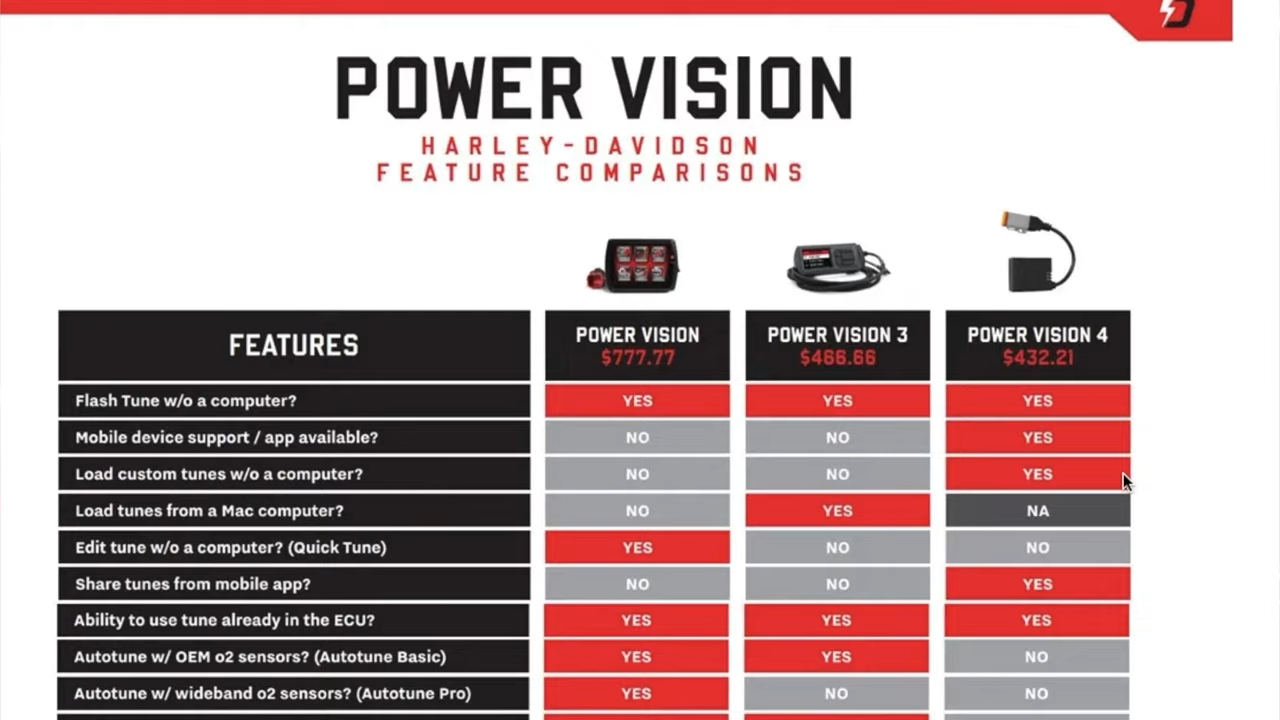 POWER VISION
HARLEY-DAVIDSON
FEATURE COMPARISONS
FEATURES POWER VISION $777.77 POWER VISION 3 $466.66 POWER VISION 4 $432.21
Flash Tune w/o a computer? YES YES YES
Mobile device support / app available? NO NO YES
Load custom tunes w/o a computer? NO NO YES
Load tunes from a Mac computer? NO YES NA
Edit tune w/o a computer? (Quick Tune) YES NO NO
Share tunes from mobile app? NO NO YES
Ability to use tune already in the ECU? YES YES YES
Autotune w/ OEM o2 sensors? (Autotune Basic) YES YES NO
Autotune w/ wideband o2 sensors? (Autotune Pro) YES NO NO